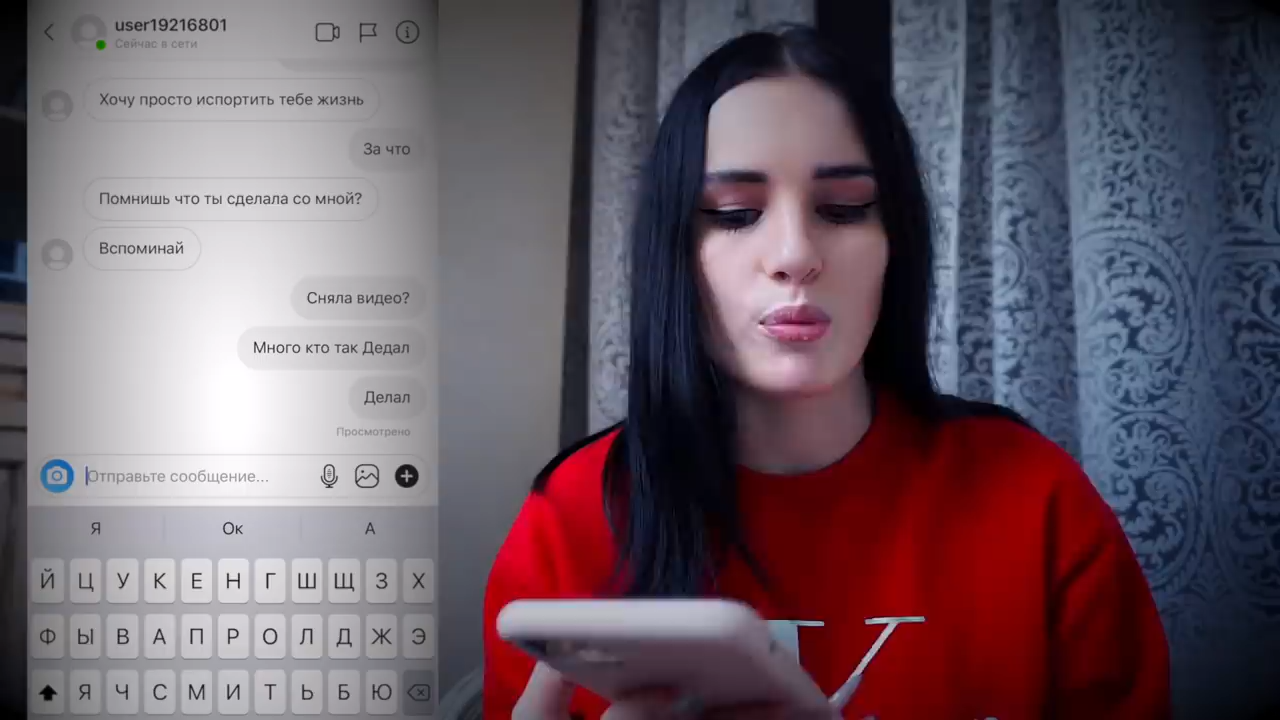 user19216801
Сейчас в сети
Хочу просто испортить тебе жизнь
За что
Помнишь что ты сделала со мной?
Вспоминай
Сняла видео?
Много кто так Дедал
Делал
Просмотрено
Отправьте сообщение...
Я Ок А
Й Ц У К Е Н Г Ш Щ З Х
Ф Ы В А П Р О Л Д Ж Э
Я Ч С М И Т Ь Б Ю